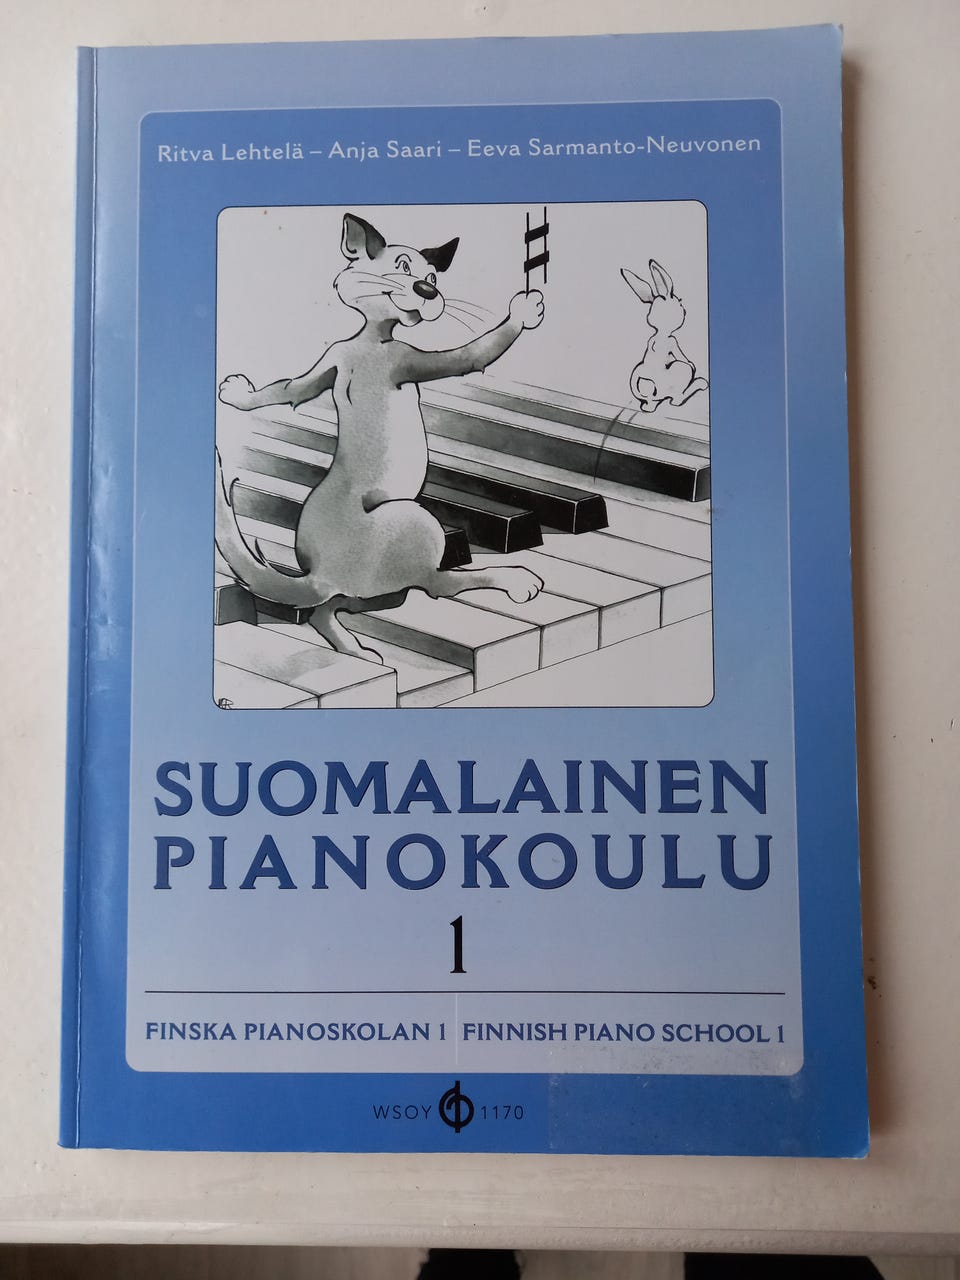 Ritva Lehtelä – Anja Saari – Eeva Sarmanto-Neuvonen
SUOMALAINEN
PIANOKOULU
1
FINSKA PIANOSKOLAN 1
FINNISH PIANO SCHOOL 1
WSOY 1170